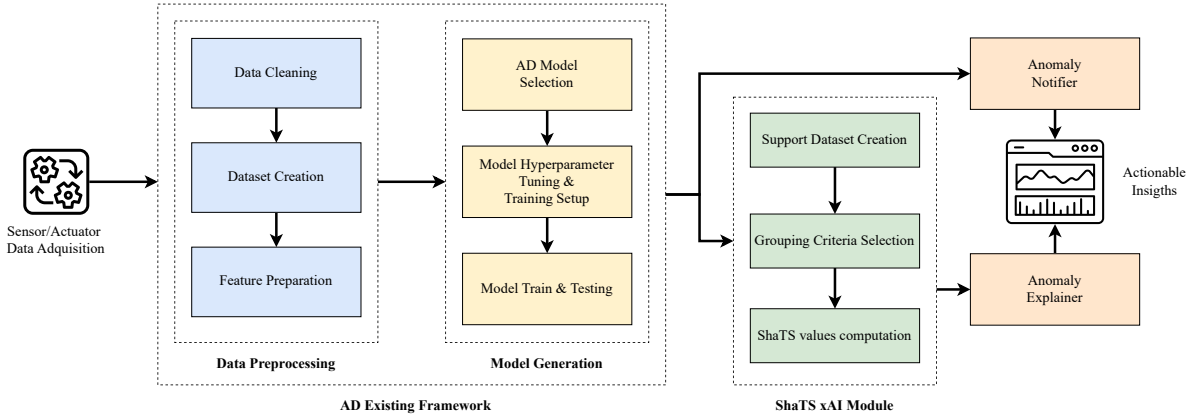 Sensor/Actuator
Data Adquisition
Data Cleaning
Dataset Creation
Feature Preparation
Data Preprocessing
AD Model
Selection
Model Hyperparameter
Tuning &
Training Setup
Model Train & Testing
Model Generation
AD Existing Framework
Support Dataset Creation
Grouping Criteria Selection
ShaTS values computation
ShaTS xAI Module
Anomaly
Notifier
Actionable
Insigths
Anomaly
Explainer